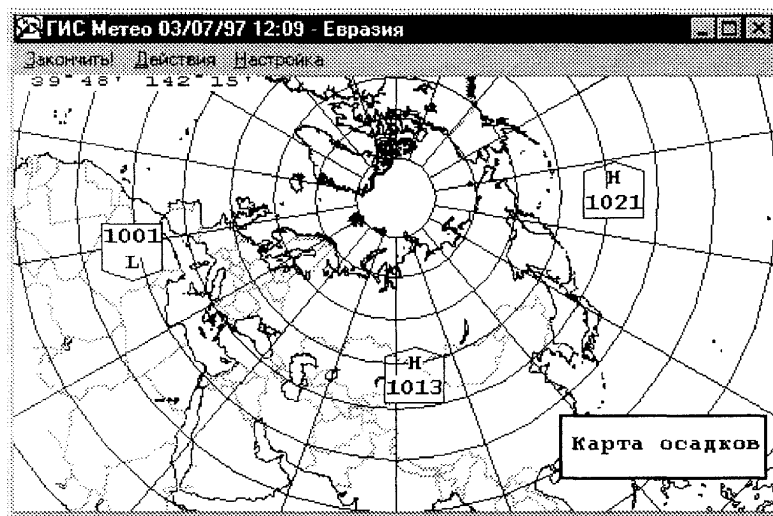 ГИС Метео 03/07/97 12:09 - Евразия
Закончить! Действия Настройка
39°48' 142°15'
H
1021
1001
L
H
1013
Карта осадков